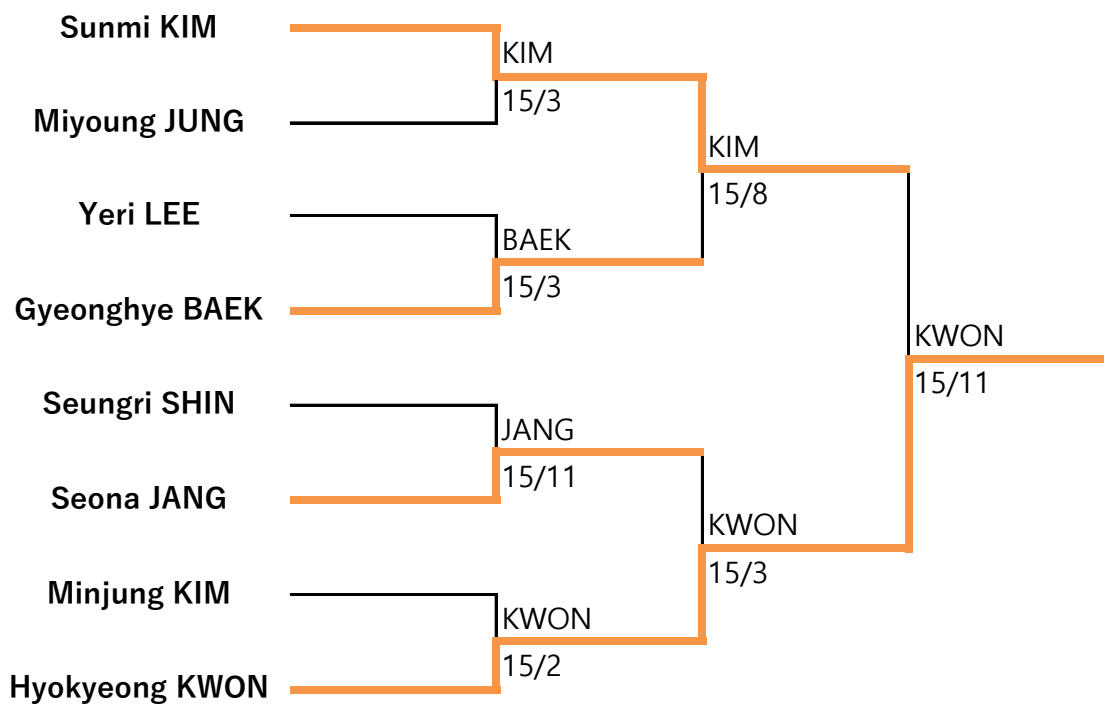 Sunmi KIM
Miyoung JUNG
Yeri LEE
Gyeonghye BAEK
Seungri SHIN
Seona JANG
Minjung KIM
Hyokyeong KWON
KIM
15/3
BAEK
15/3
JANG
15/11
KWON
15/2
KIM
15/8
KWON
15/3
KWON
15/11